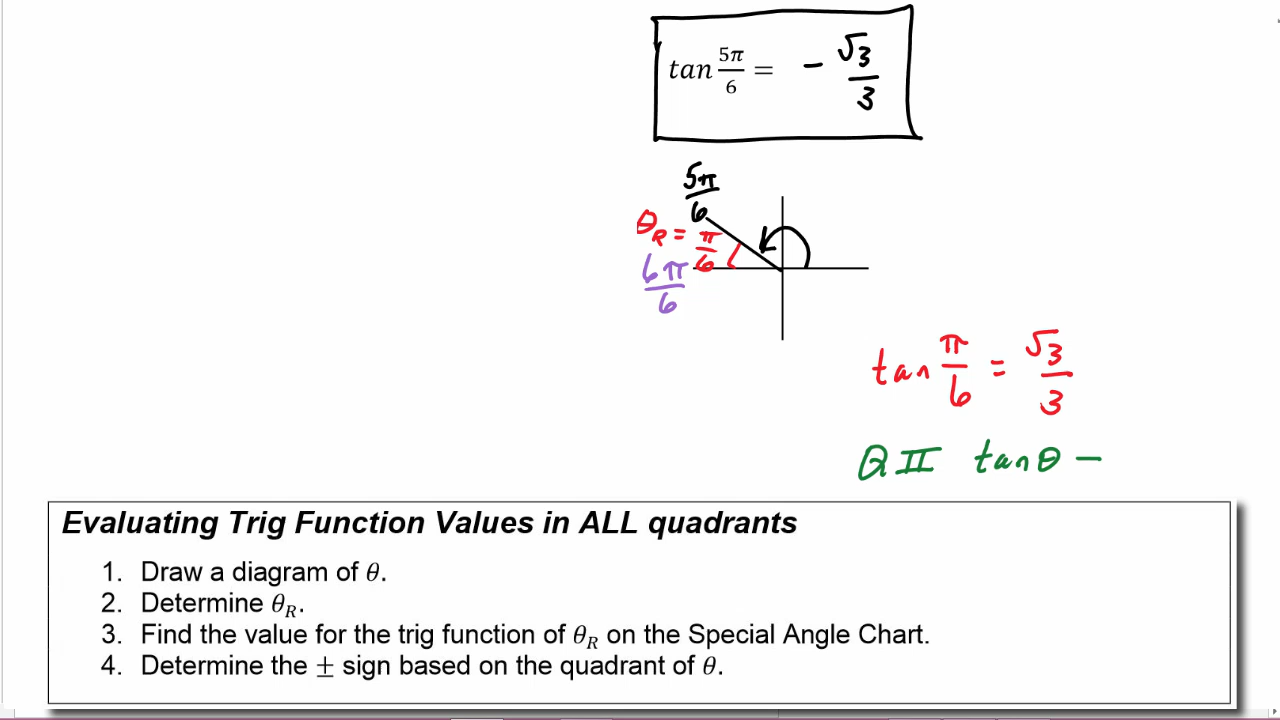 tan 5π/6 = - √3/3
5π/6
θR = π/6
6π/6
tan π/6 = √3/3
QII tanθ -
Evaluating Trig Function Values in ALL quadrants
1. Draw a diagram of θ.
2. Determine θR.
3. Find the value for the trig function of θR on the Special Angle Chart.
4. Determine the ± sign based on the quadrant of θ.